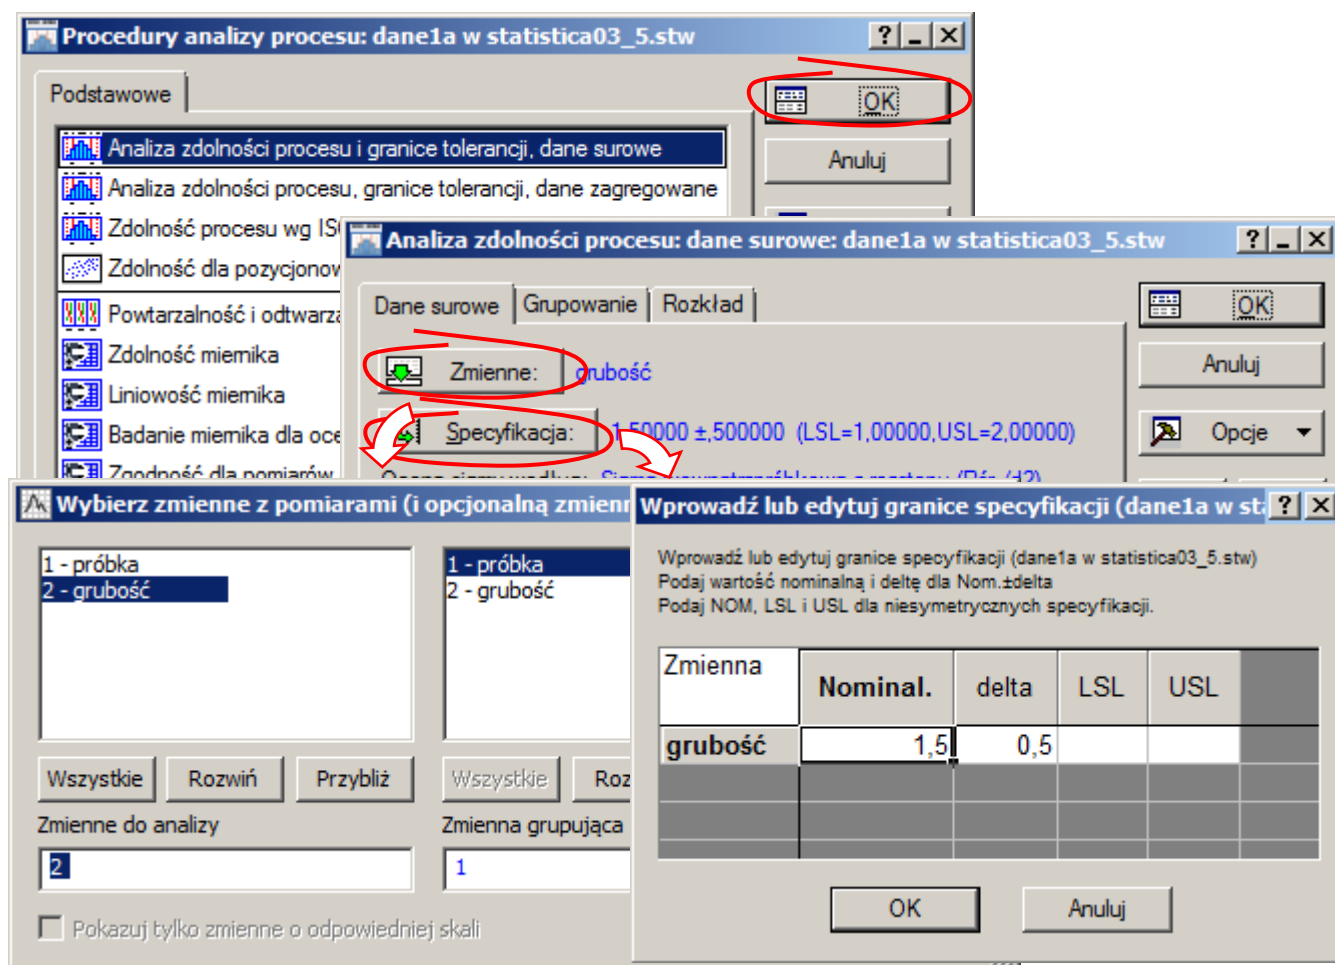 Procedury analizy procesu: dane1a w statistica03_5.stw
Podstawowe
OK
Analiza zdolności procesu i granice tolerancji, dane surowe
Anuluj
Analiza zdolności procesu, granice tolerancji, dane zagregowane
Zdolność procesu wg
Zdolność dla
Powtarzalność i
Zdolność miernika
Liniowość miernika
Badanie miernika dla
Zgodność dla pomiarów
Analiza zdolności procesu: dane surowe: dane1a w statistica03_5.stw
Dane surowe
Grupowanie
Rozkład
OK
Zmienne:
grubość
Anuluj
Specyfikacja:
1,50000 ±,500000 (LSL=1,00000,USL=2,00000)
Opcje
Wybierz zmienne z pomiarami (i opcjonalną
1 - próbka
2 - grubość
1 - próbka
2 - grubość
Wszystkie
Rozwiń
Przybliż
Wszystkie
Roz
Zmienne do analizy
Zmienna grupująca
2
1
Pokazuj tylko zmienne o odpowiedniej skali
Wprowadź lub edytuj granice specyfikacji (dane1a w
Wprowadź lub edytuj granice specyfikacji (dane1a w statistica03_5.stw)
Podaj wartość nominalną i deltę dla Nom.±delta
Podaj NOM, LSL i USL dla niesymetrycznych specyfikacji.
Zmienna
Nominal. delta LSL USL
grubość 1,5 0,5
OK
Anuluj